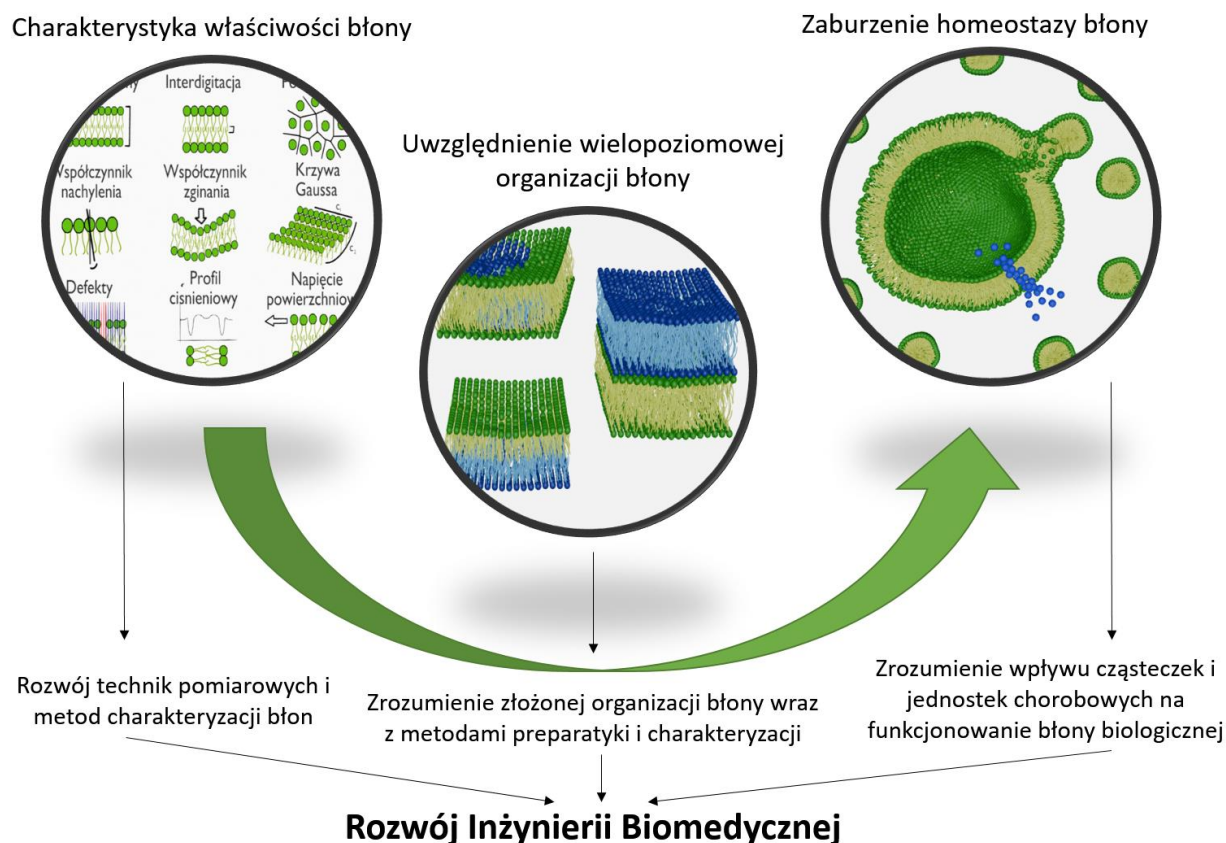 Charakterystyka właściwości błony
Zaburzenie homeostazy błony
Interdigitacja
Współczynnik
nachylenia
Współczynnik
zginania
Krzywa
Gaussa
Defekty
Profil
ciśnieniowy
Napięcie
powierzchniow
Uwzględnienie wielopoziomowej
organizacji błony
Rozwój technik pomiarowych i
metod charakteryzacji błon
Zrozumienie złożonej organizacji błony wraz
z metodami preparatyki i charakteryzacji
Zrozumienie wpływu cząsteczek i
jednostek chorobowych na
funkcjonowanie błony biologicznej
Rozwój Inżynierii Biomedycznej